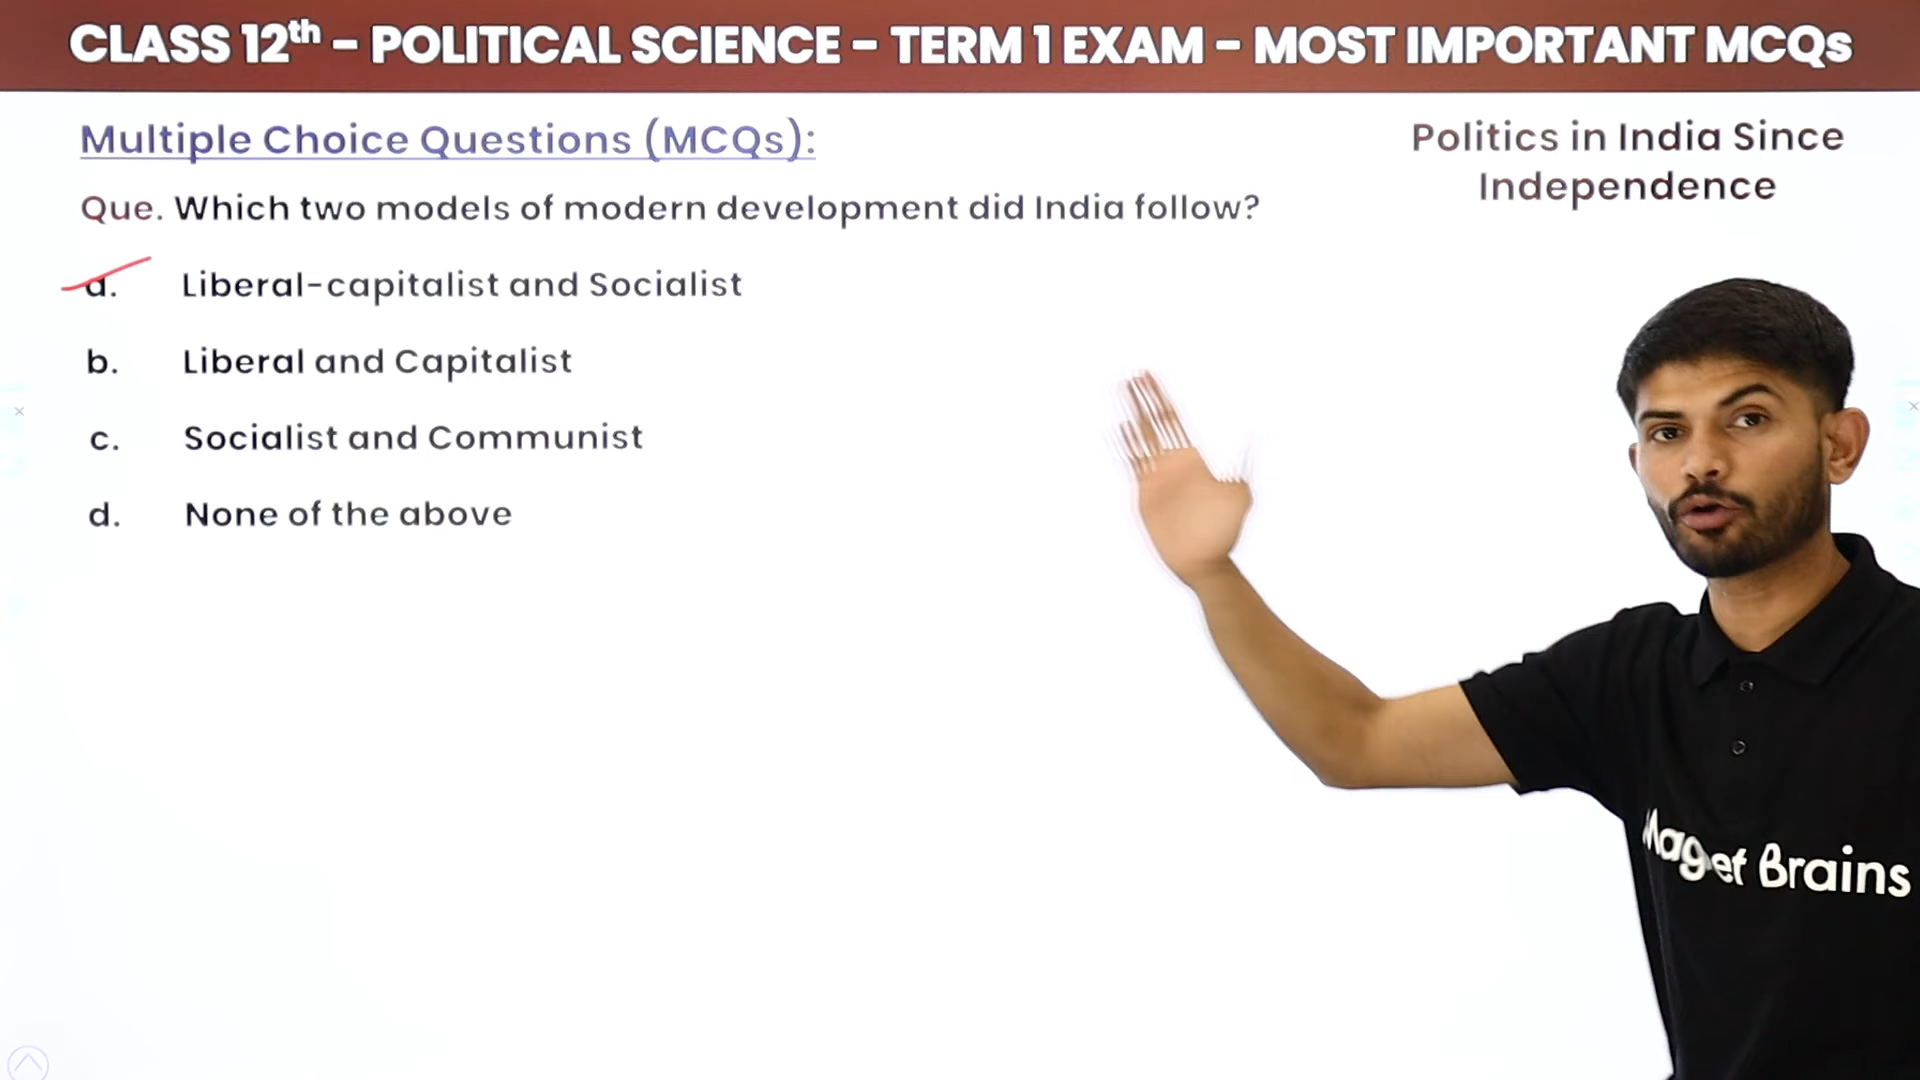 CLASS 12th – POLITICAL SCIENCE – TERM 1 EXAM – MOST IMPORTANT MCQs
Multiple Choice Questions (MCQs):
Politics in India Since
Independence
Que. Which two models of modern development did India follow?
a. Liberal-capitalist and Socialist
b. Liberal and Capitalist
c. Socialist and Communist
d. None of the above
Brains